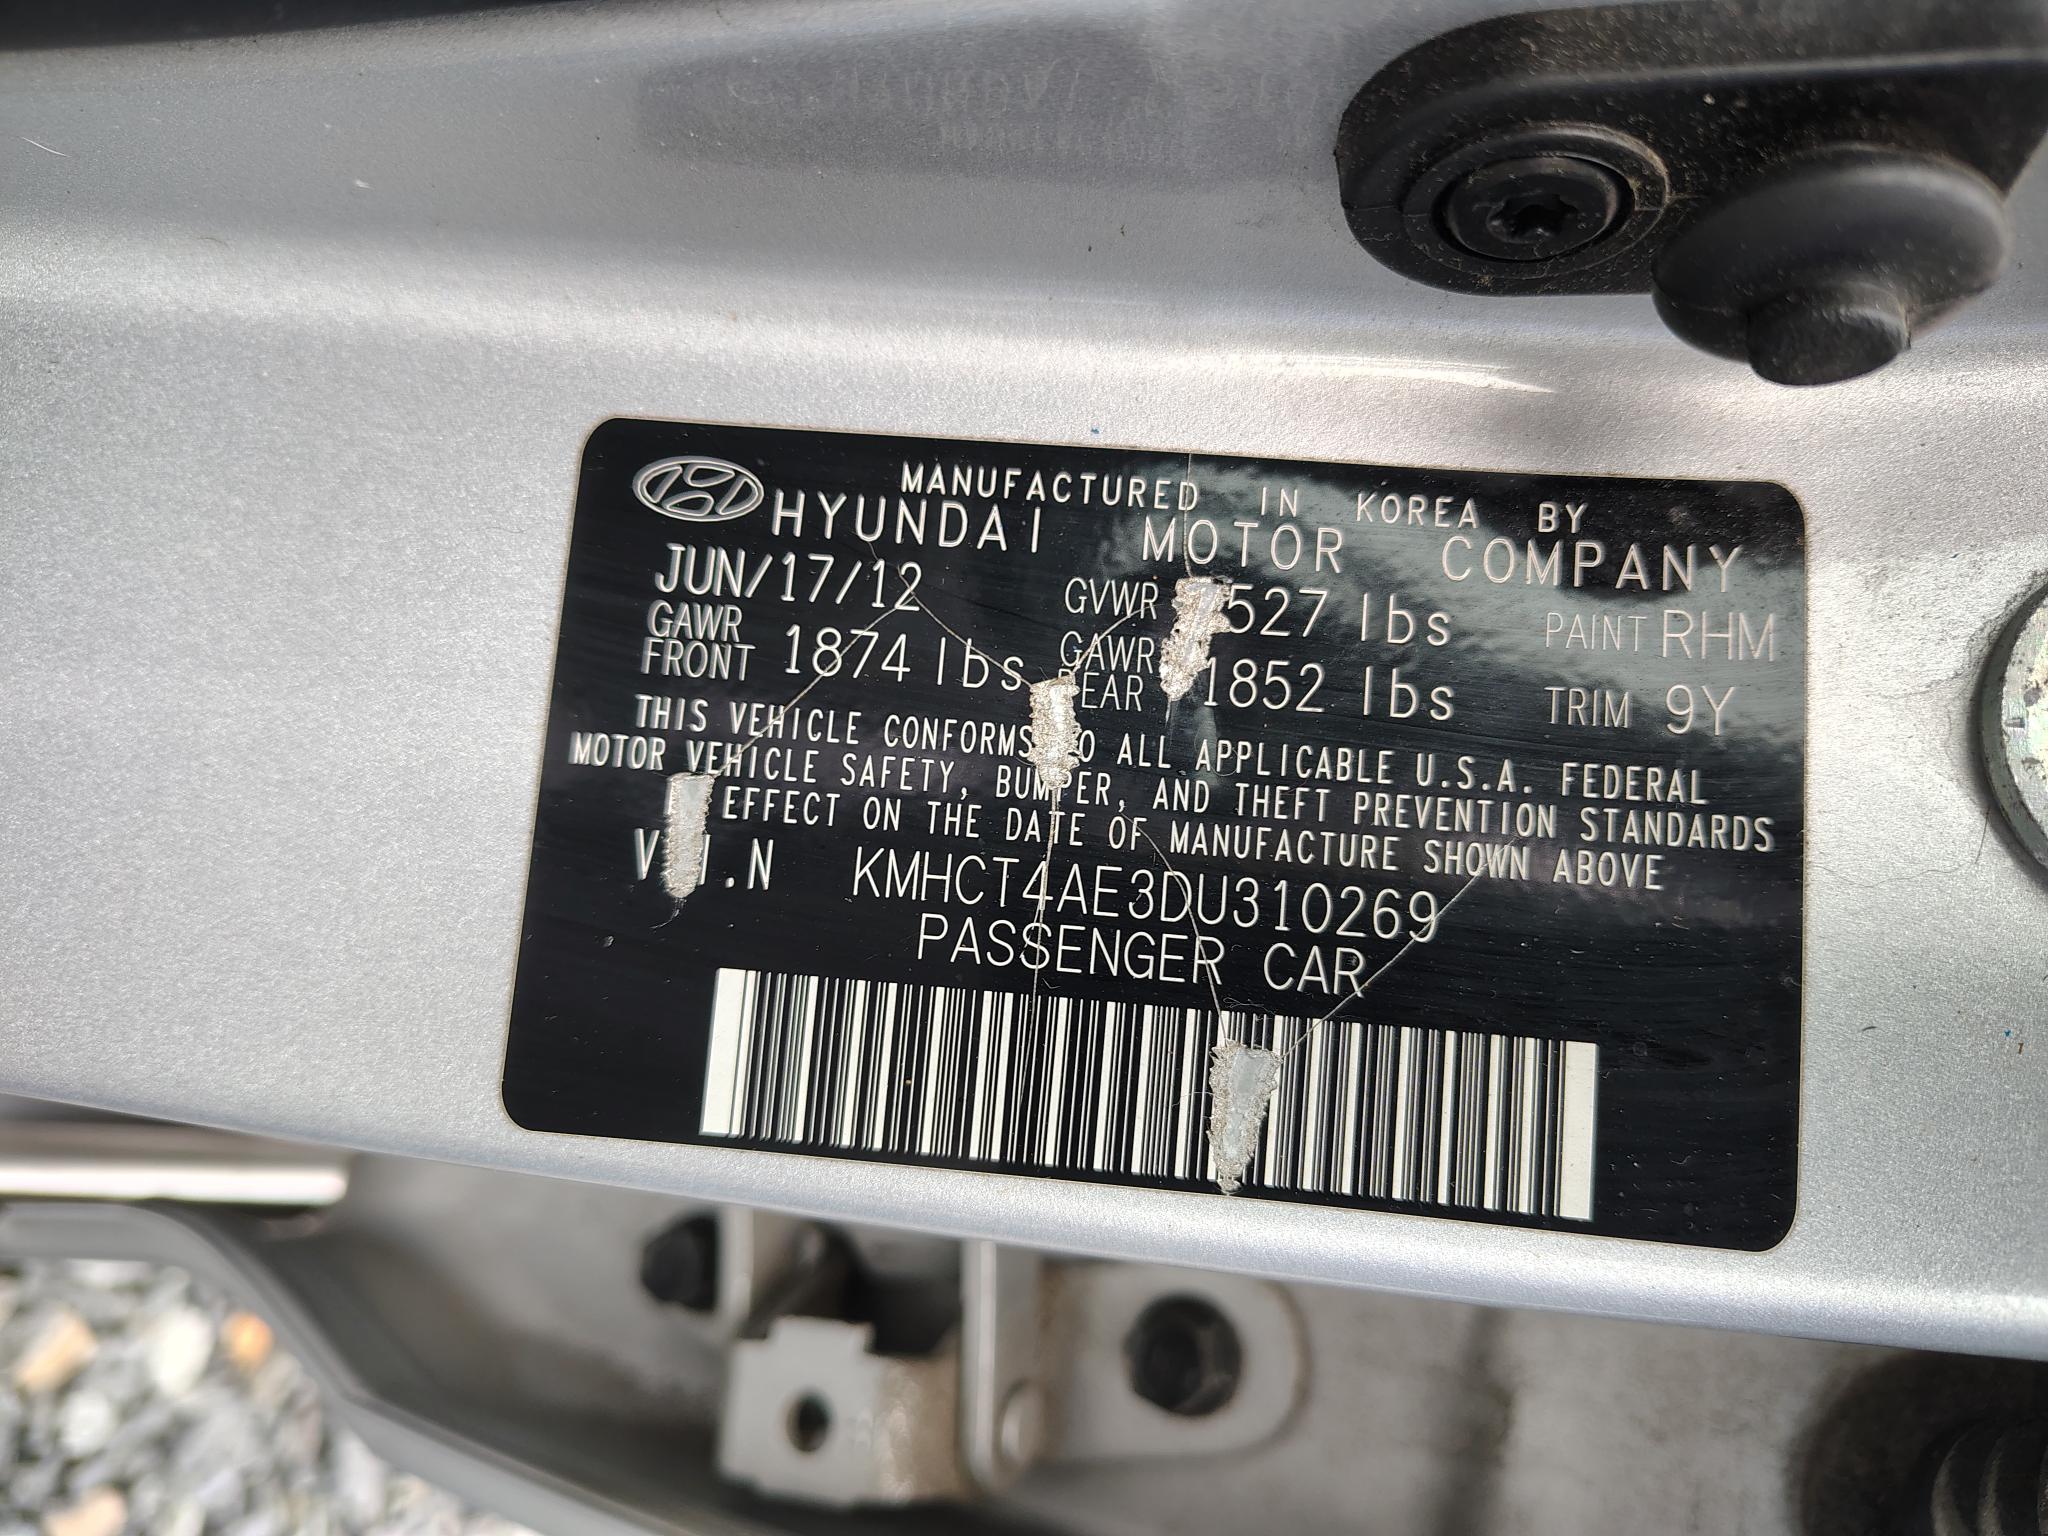 MANUFACTURED IN KOREA BY
HYUNDAI MOTOR COMPANY
JUN/17/12 GVWR lbs PAINT RHM
GAWR FRONT 1874 lbs GAWR REAR 1852 lbs TRIM 9Y
THIS VEHICLE CONFORMS TO ALL APPLICABLE U.S.A. FEDERAL
MOTOR VEHICLE SAFETY, BUMPER, AND THEFT PREVENTION STANDARDS
EFFECT ON THE DATE OF MANUFACTURE SHOWN ABOVE
V.I.N KMHCT4AE3DU310269
PASSENGER CAR